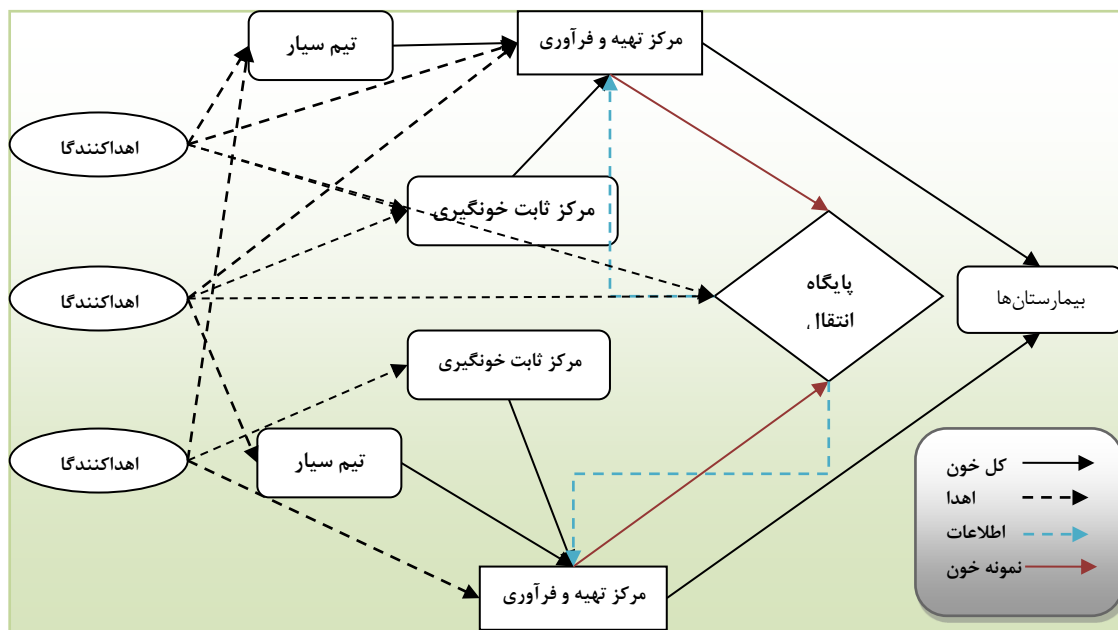 تیم سیار
مرکز تهیه و فرآوری
اهداکنندگا
مرکز ثابت خونگیری
اهداکنندگا
پایگاه
انتقال
بیمارستان‌ها
مرکز ثابت خونگیری
اهداکنندگا
تیم سیار
مرکز تهیه و فرآوری
کل خون
اهدا
اطلاعات
نمونه خون